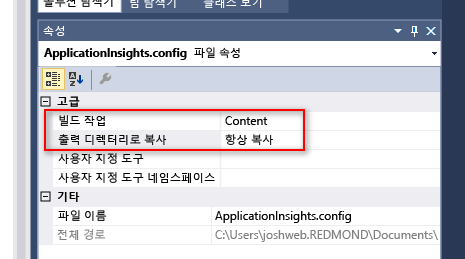 솔루션 탐색기 팀 탐색기 클래스 보기
속성
ApplicationInsights.config 파일 속성
고급
빌드 작업 Content
출력 디렉터리로 복사 항상 복사
사용자 지정 도구
사용자 지정 도구 네임스페이스
기타
파일 이름 ApplicationInsights.config
전체 경로 C:\Users\joshweb.REDMOND\Documents\